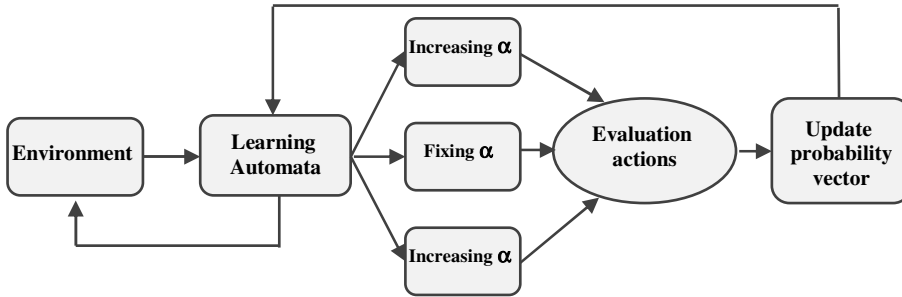 Environment
Learning
Automata
Increasing α
Fixing α
Increasing α
Evaluation
actions
Update
probability
vector